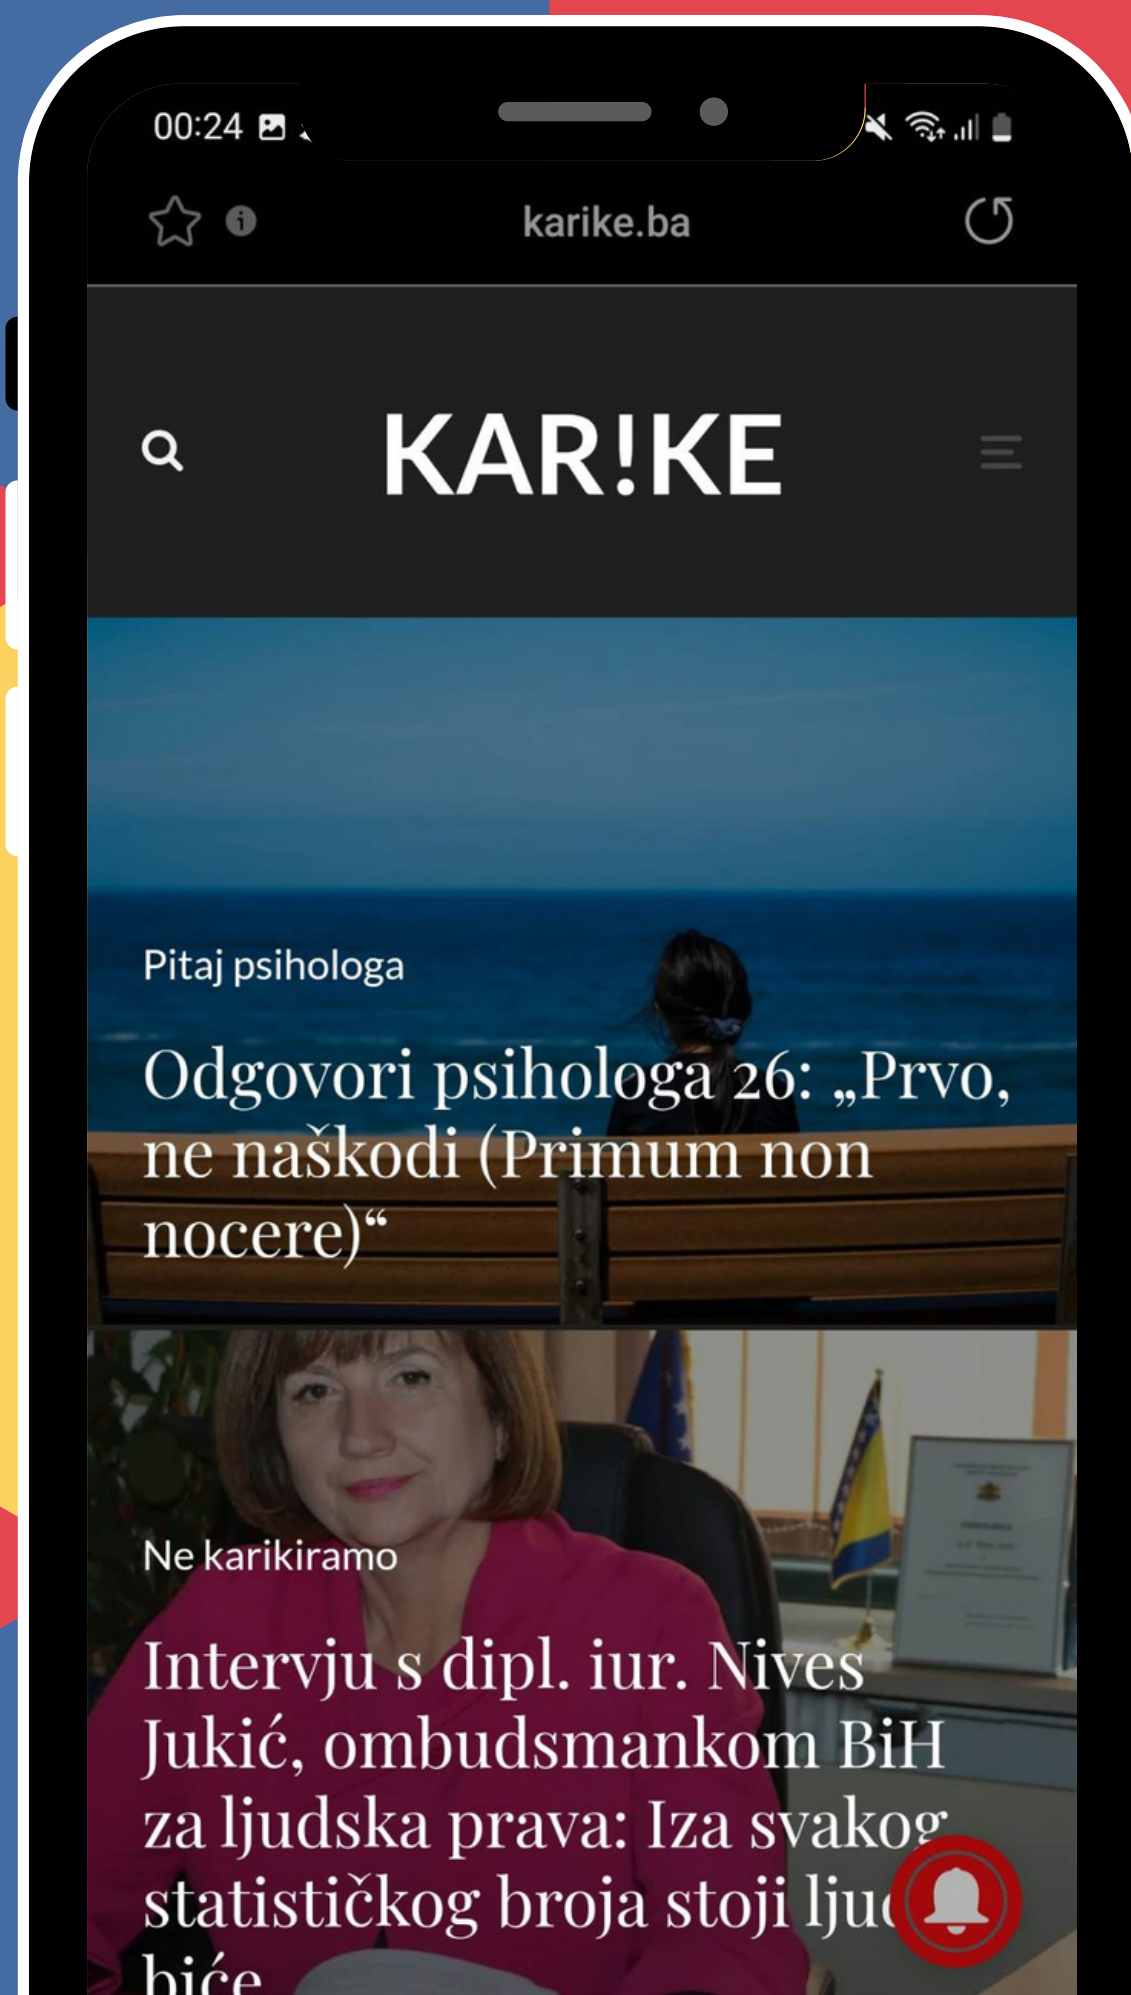 00:24
karike.ba
KAR!KE
Pitaj psihologa
Odgovori psihologa 26: „Prvo,
ne naškodi (Primum non
nocere)“
Ne karikiramo
Intervju s dipl. iur. Nives
Jukić, ombudsmankom BiH
za ljudska prava: Iza svakog
statističkog broja stoji
biće